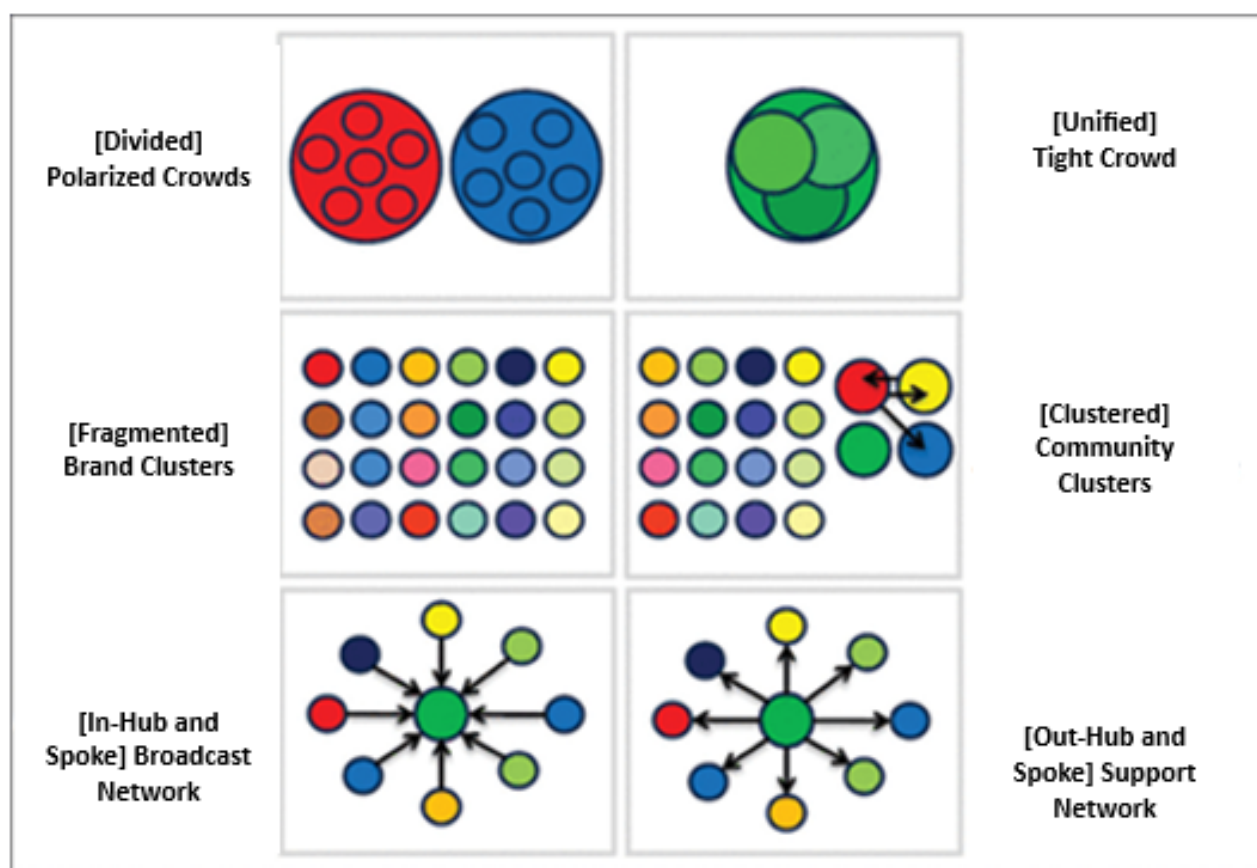 [Divided]
Polarized Crowds
[Unified]
Tight Crowd
[Fragmented]
Brand Clusters
[Clustered]
Community
Clusters
[In-Hub and
Spoke] Broadcast
Network
[Out-Hub and
Spoke] Support
Network